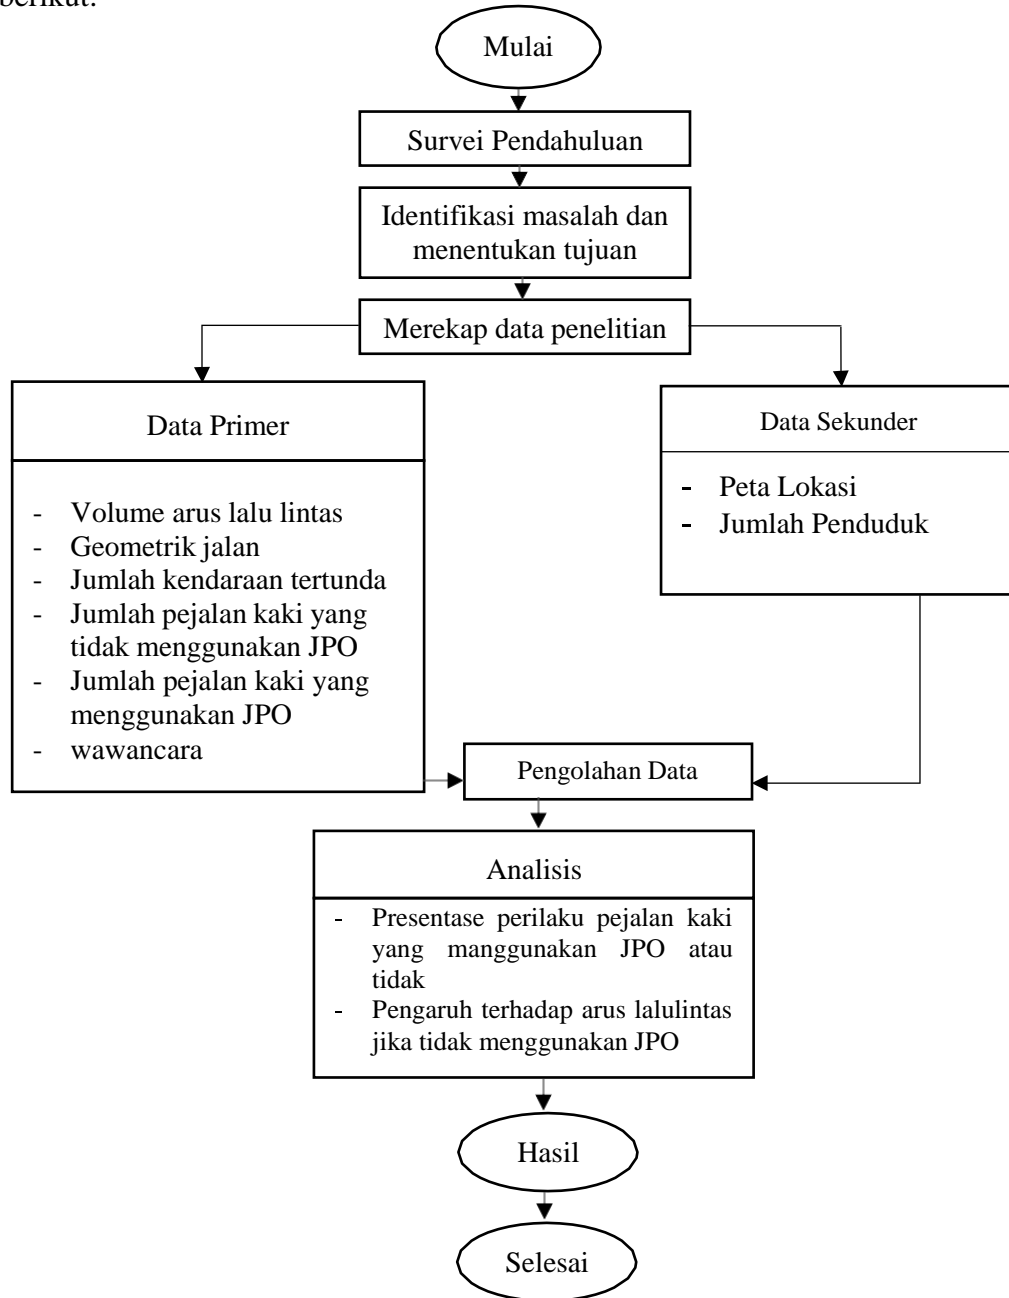 berikut:
Mulai
Survei Pendahuluan
Identifikasi masalah dan
menentukan tujuan
Merekap data penelitian
Data Primer
- Volume arus lalu lintas
- Geometrik jalan
- Jumlah kendaraan tertunda
- Jumlah pejalan kaki yang
tidak menggunakan JPO
- Jumlah pejalan kaki yang
menggunakan JPO
- wawancara
Data Sekunder
- Peta Lokasi
- Jumlah Penduduk
Pengolahan Data
Analisis
- Presentase perilaku pejalan kaki
yang manggunakan JPO atau
tidak
- Pengaruh terhadap arus lalulintas
jika tidak menggunakan JPO
Hasil
Selesai